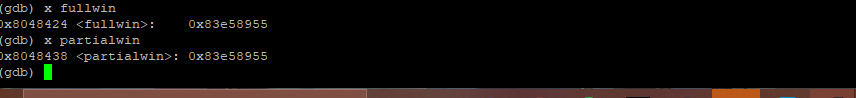 (gdb) x fullwin
0x8048424 <fullwin>:    0x83e58955
(gdb) x partialwin
0x8048438 <partialwin>: 0x83e58955
(gdb)